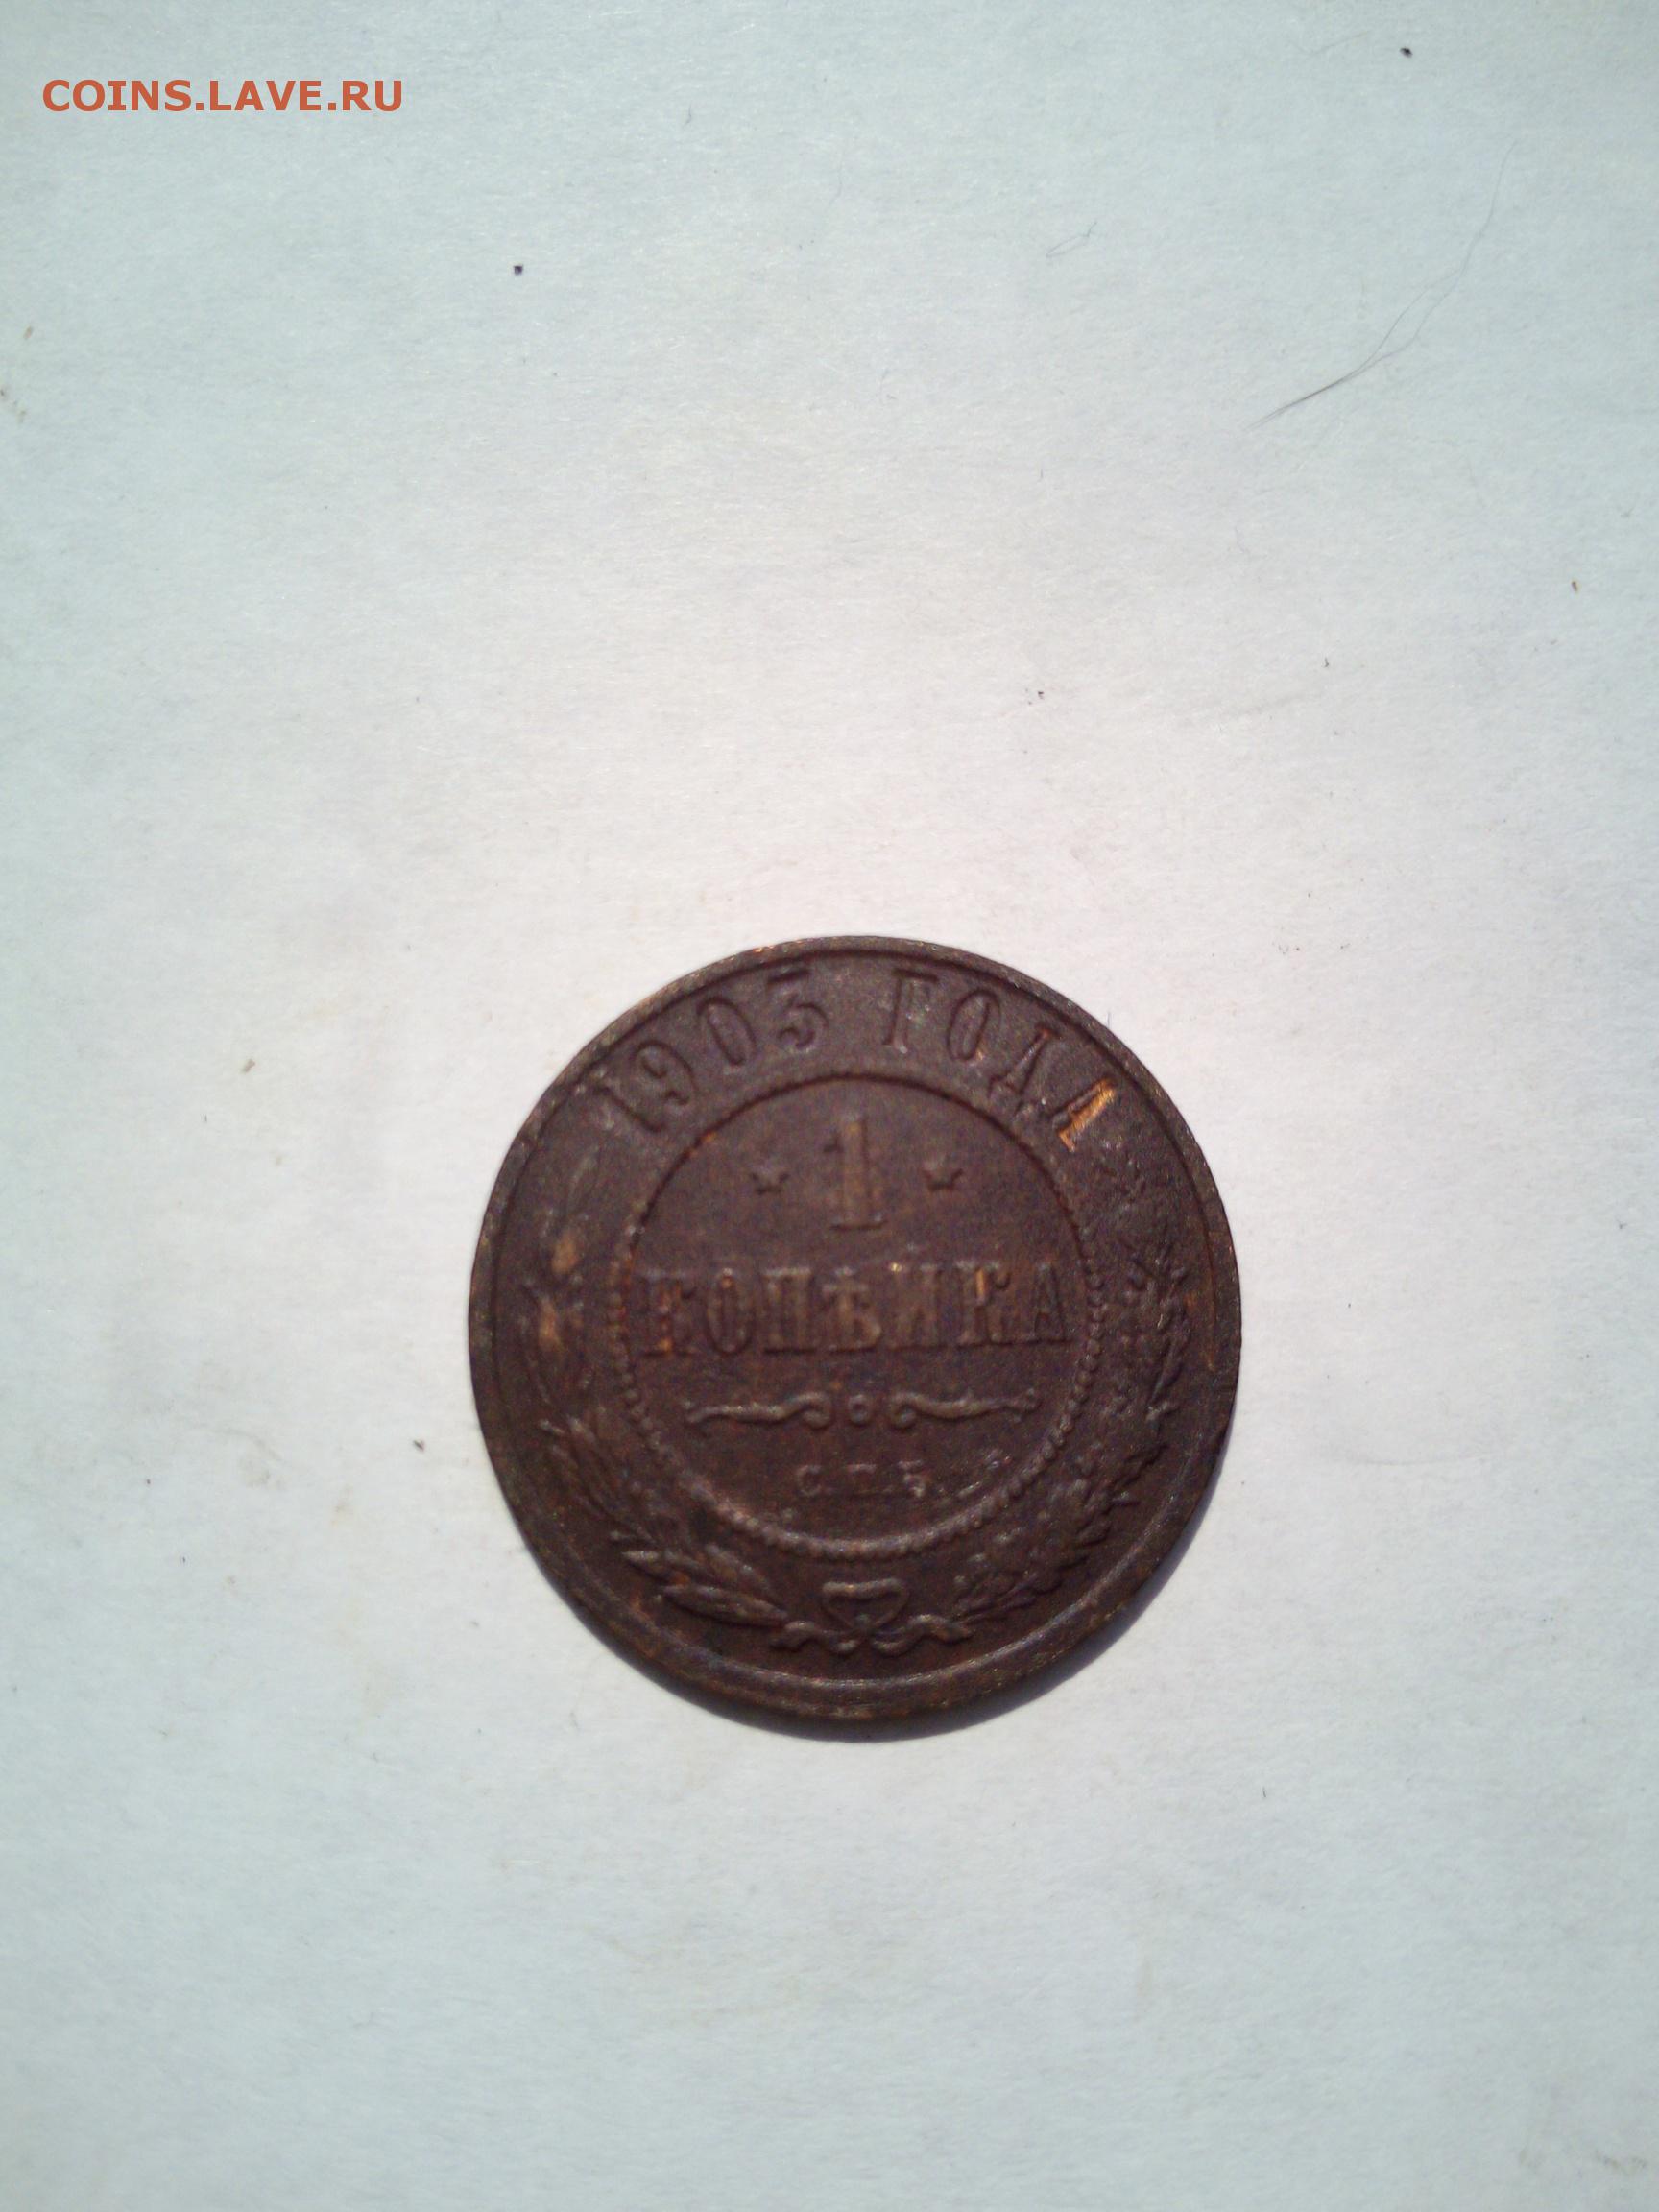 COINS.LAVE.RU
1903 ГОДА
1
КОПѢЙКА
С.П.Б.